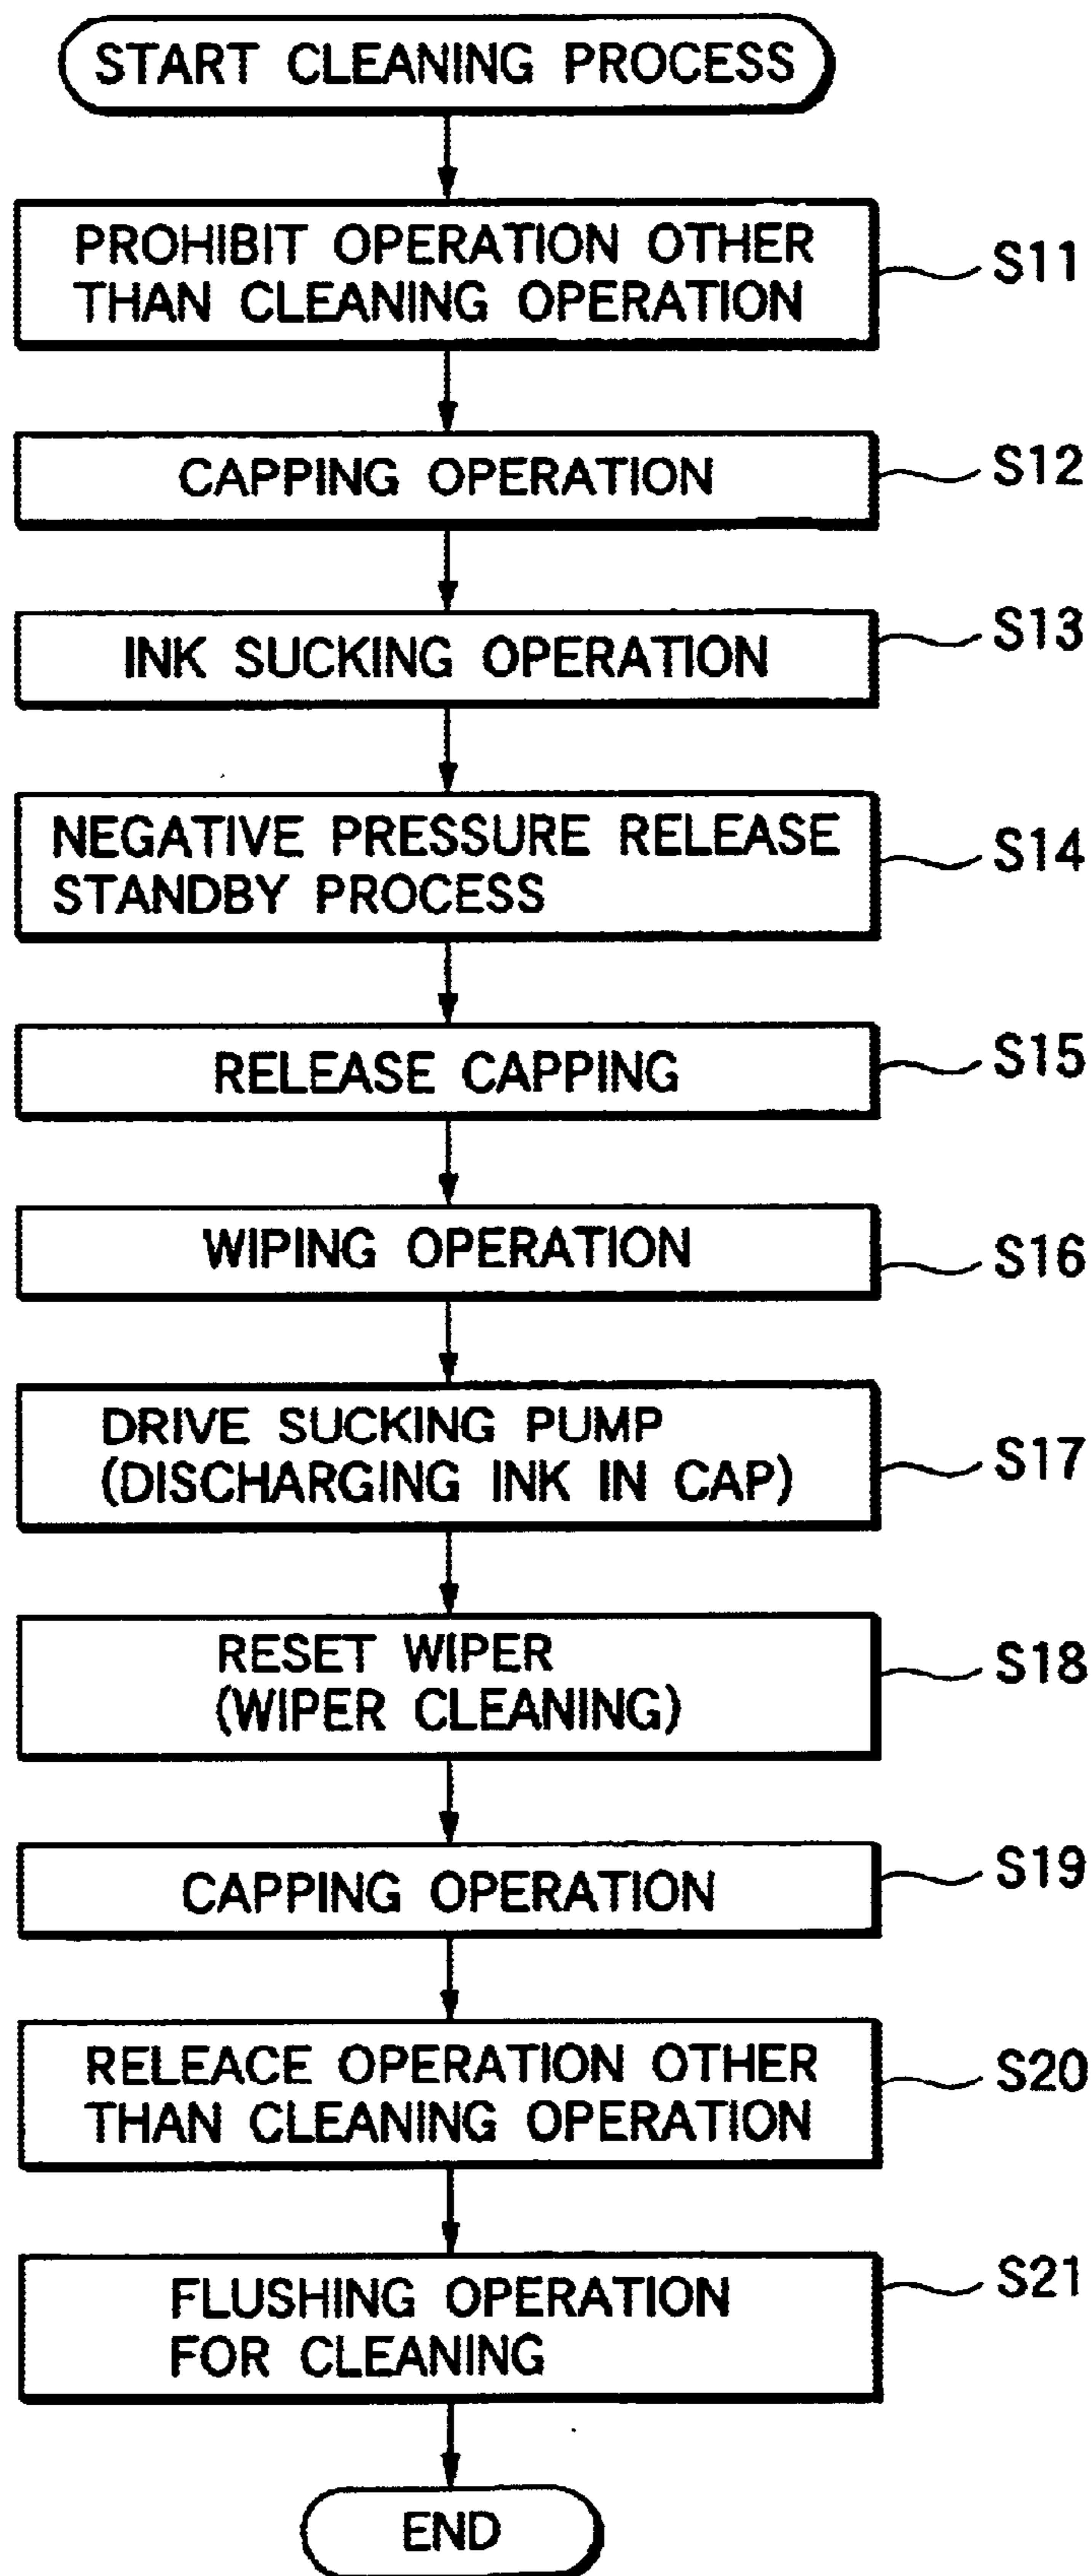 START CLEANING PROCESS
PROHIBIT OPERATION OTHER
THAN CLEANING OPERATION
S11
CAPPING OPERATION
S12
INK SUCKING OPERATION
S13
NEGATIVE PRESSURE RELEASE
STANDBY PROCESS
S14
RELEASE CAPPING
S15
WIPING OPERATION
S16
DRIVE SUCKING PUMP
(DISCHARGING INK IN CAP)
S17
RESET WIPER
(WIPER CLEANING)
S18
CAPPING OPERATION
S19
RELEACE OPERATION OTHER
THAN CLEANING OPERATION
S20
FLUSHING OPERATION
FOR CLEANING
S21
END